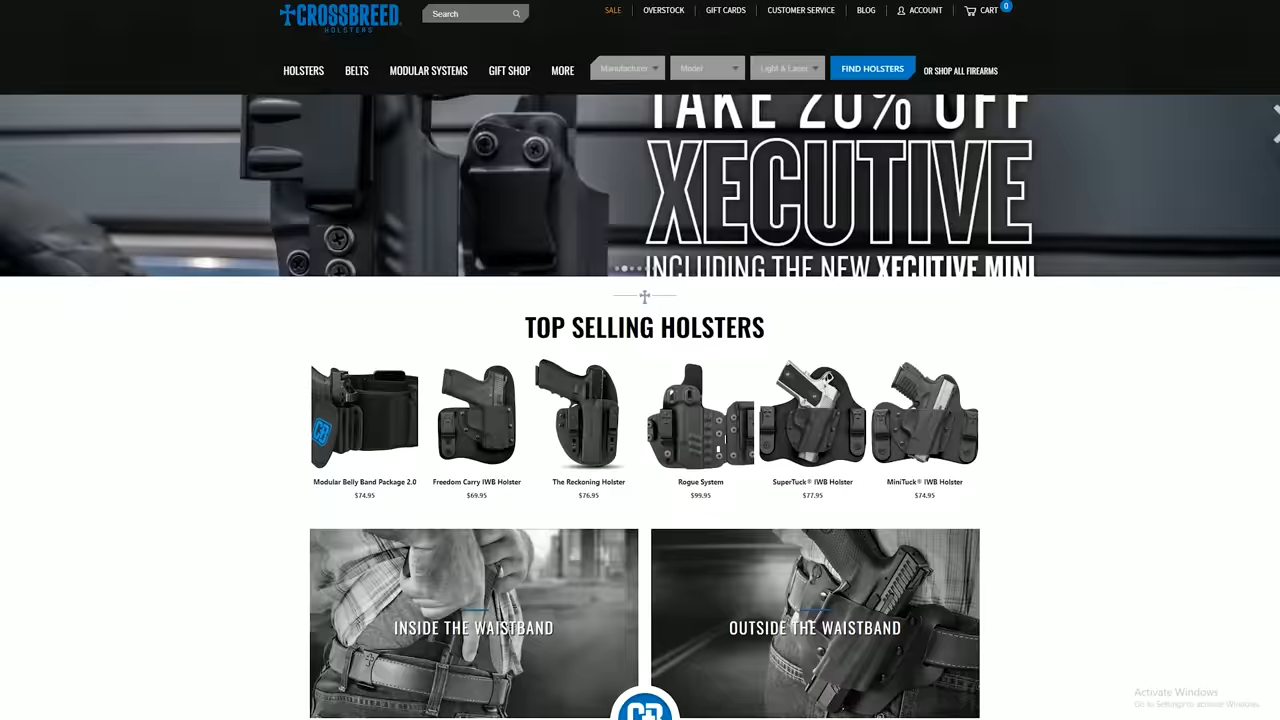 CROSSBREED
HOLSTERS
Search
SALE
OVERSTOCK
GIFT CARDS
CUSTOMER SERVICE
BLOG
ACCOUNT
CART
0
HOLSTERS
BELTS
MODULAR SYSTEMS
GIFT SHOP
MORE
Manufacturer
Model
Light & Laser
FIND HOLSTERS
OR SHOP ALL FIREARMS
TAKE 20% OFF
XECUTIVE
INCLUDING THE NEW XECUTIVE MINI
TOP SELLING HOLSTERS
CB
Modular Belly Band Package 2.0
$74.95
Freedom Carry IWB Holster
$69.95
The Reckoning Holster
$76.95
Rogue System
$99.95
SuperTuck® IWB Holster
$77.95
MiniTuck® IWB Holster
$74.95
INSIDE THE WAISTBAND
OUTSIDE THE WAISTBAND
CB
Activate Windows
Go to Settings to activate Windows.